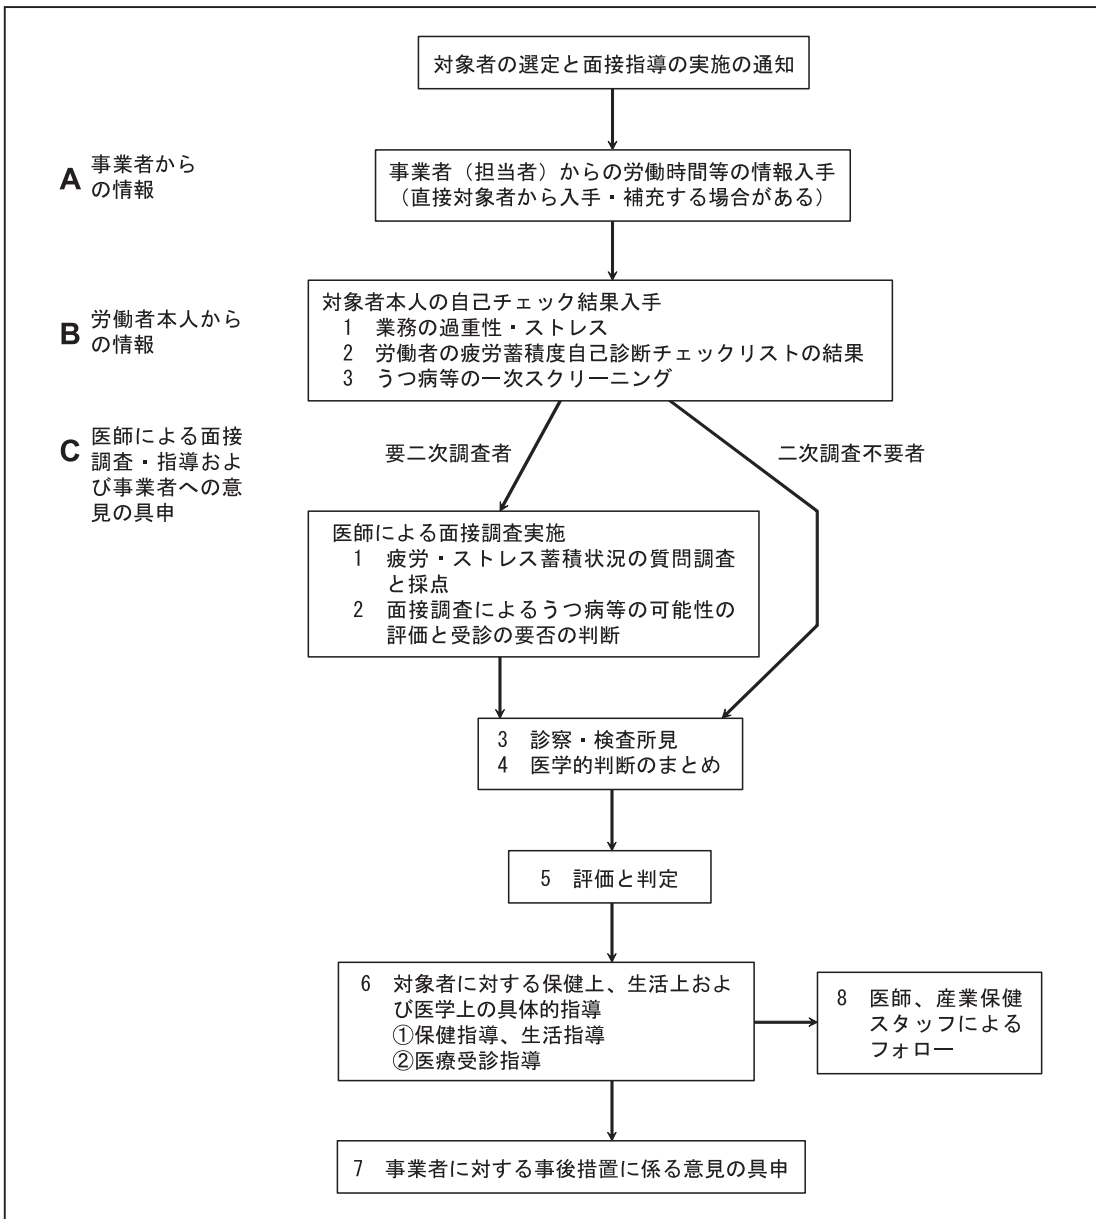 対象者の選定と面接指導の実施の通知
A 事業者から
の情報
事業者（担当者）からの労働時間等の情報入手
（直接対象者から入手・補充する場合がある）
B 労働者本人から
の情報
対象者本人の自己チェック結果入手
1 業務の過重性・ストレス
2 労働者の疲労蓄積度自己診断チェックリストの結果
3 うつ病等の一次スクリーニング
C 医師による面接
調査・指導およ
び事業者への意
見の具申
要二次調査者
二次調査不要者
医師による面接調査実施
1 疲労・ストレス蓄積状況の質問調査
と採点
2 面接調査によるうつ病等の可能性の
評価と受診の要否の判断
3 診察・検査所見
4 医学的判断のまとめ
5 評価と判定
6 対象者に対する保健上、生活上およ
び医学上の具体的指導
①保健指導、生活指導
②医療受診指導
8 医師、産業保健
スタッフによる
フォロー
7 事業者に対する事後措置に係る意見の具申